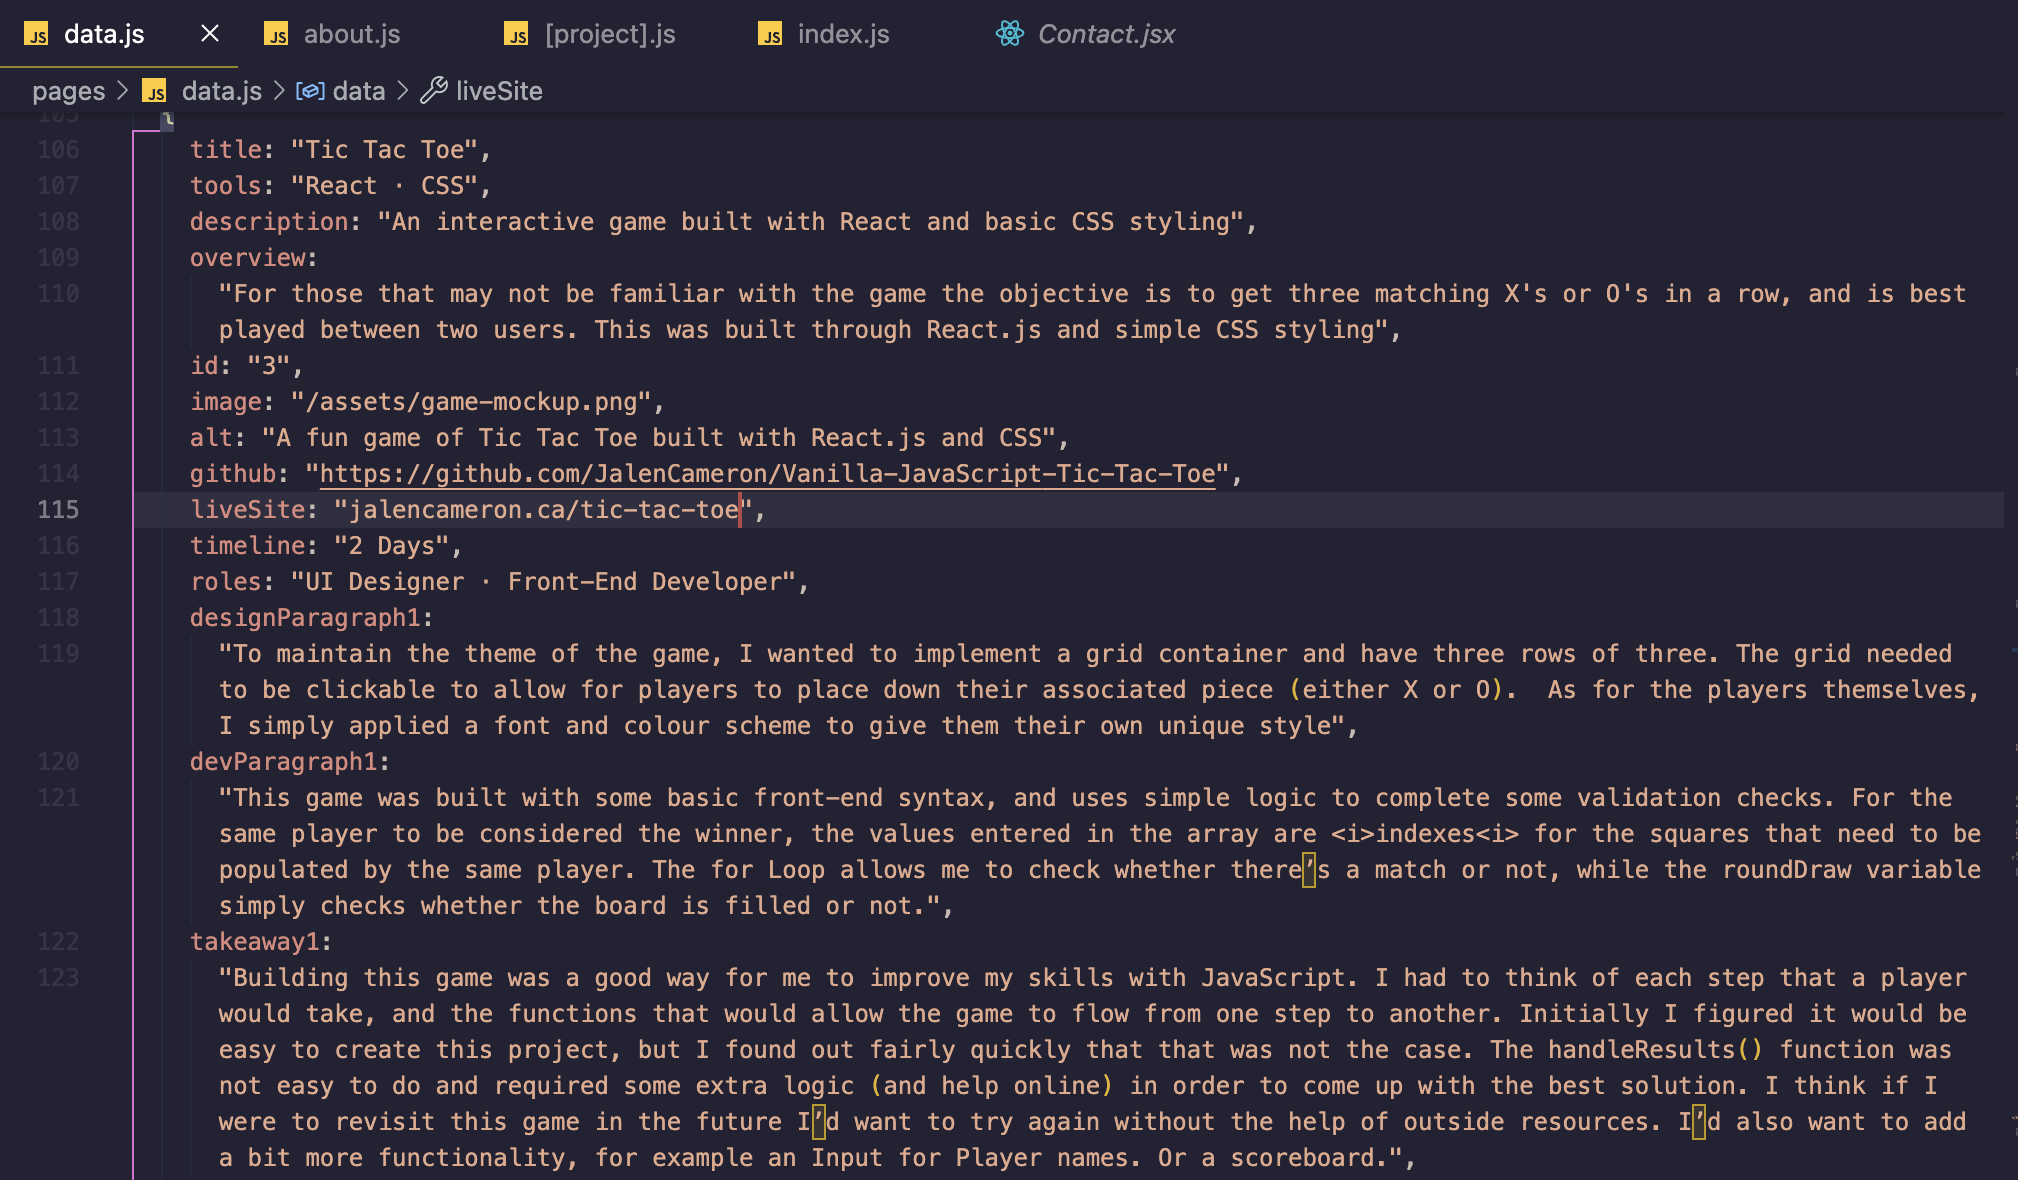 JS data.js × JS about.js JS [project].js JS index.js Contact.jsx
pages > JS data.js > data > liveSite
105 {
106 title: "Tic Tac Toe",
107 tools: "React · CSS",
108 description: "An interactive game built with React and basic CSS styling",
109 overview:
110 "For those that may not be familiar with the game the objective is to get three matching X's or O's in a row, and is best
played between two users. This was built through React.js and simple CSS styling",
111 id: "3",
112 image: "/assets/game-mockup.png",
113 alt: "A fun game of Tic Tac Toe built with React.js and CSS",
114 github: "https://github.com/JalenCameron/Vanilla-JavaScript-Tic-Tac-Toe",
115 liveSite: "jalencameron.ca/tic-tac-toe",
116 timeline: "2 Days",
117 roles: "UI Designer · Front-End Developer",
118 designParagraph1:
119 "To maintain the theme of the game, I wanted to implement a grid container and have three rows of three. The grid needed
to be clickable to allow for players to place down their associated piece (either X or O).  As for the players themselves,
I simply applied a font and colour scheme to give them their own unique style",
120 devParagraph1:
121 "This game was built with some basic front-end syntax, and uses simple logic to complete some validation checks. For the
same player to be considered the winner, the values entered in the array are <i>indexes<i> for the squares that need to be
populated by the same player. The for Loop allows me to check whether there’s a match or not, while the roundDraw variable
simply checks whether the board is filled or not.",
122 takeaway1:
123 "Building this game was a good way for me to improve my skills with JavaScript. I had to think of each step that a player
would take, and the functions that would allow the game to flow from one step to another. Initially I figured it would be
easy to create this project, but I found out fairly quickly that that was not the case. The handleResults() function was
not easy to do and required some extra logic (and help online) in order to come up with the best solution. I think if I
were to revisit this game in the future I’d want to try again without the help of outside resources. I’d also want to add
a bit more functionality, for example an Input for Player names. Or a scoreboard.",